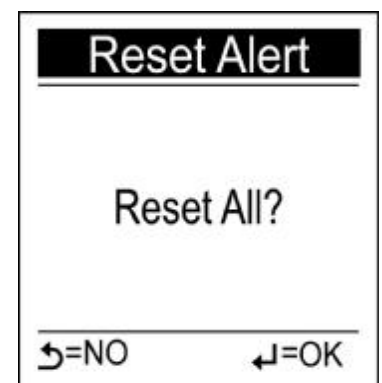 Reset Alert
Reset All?
⮌=NO ↵=OK